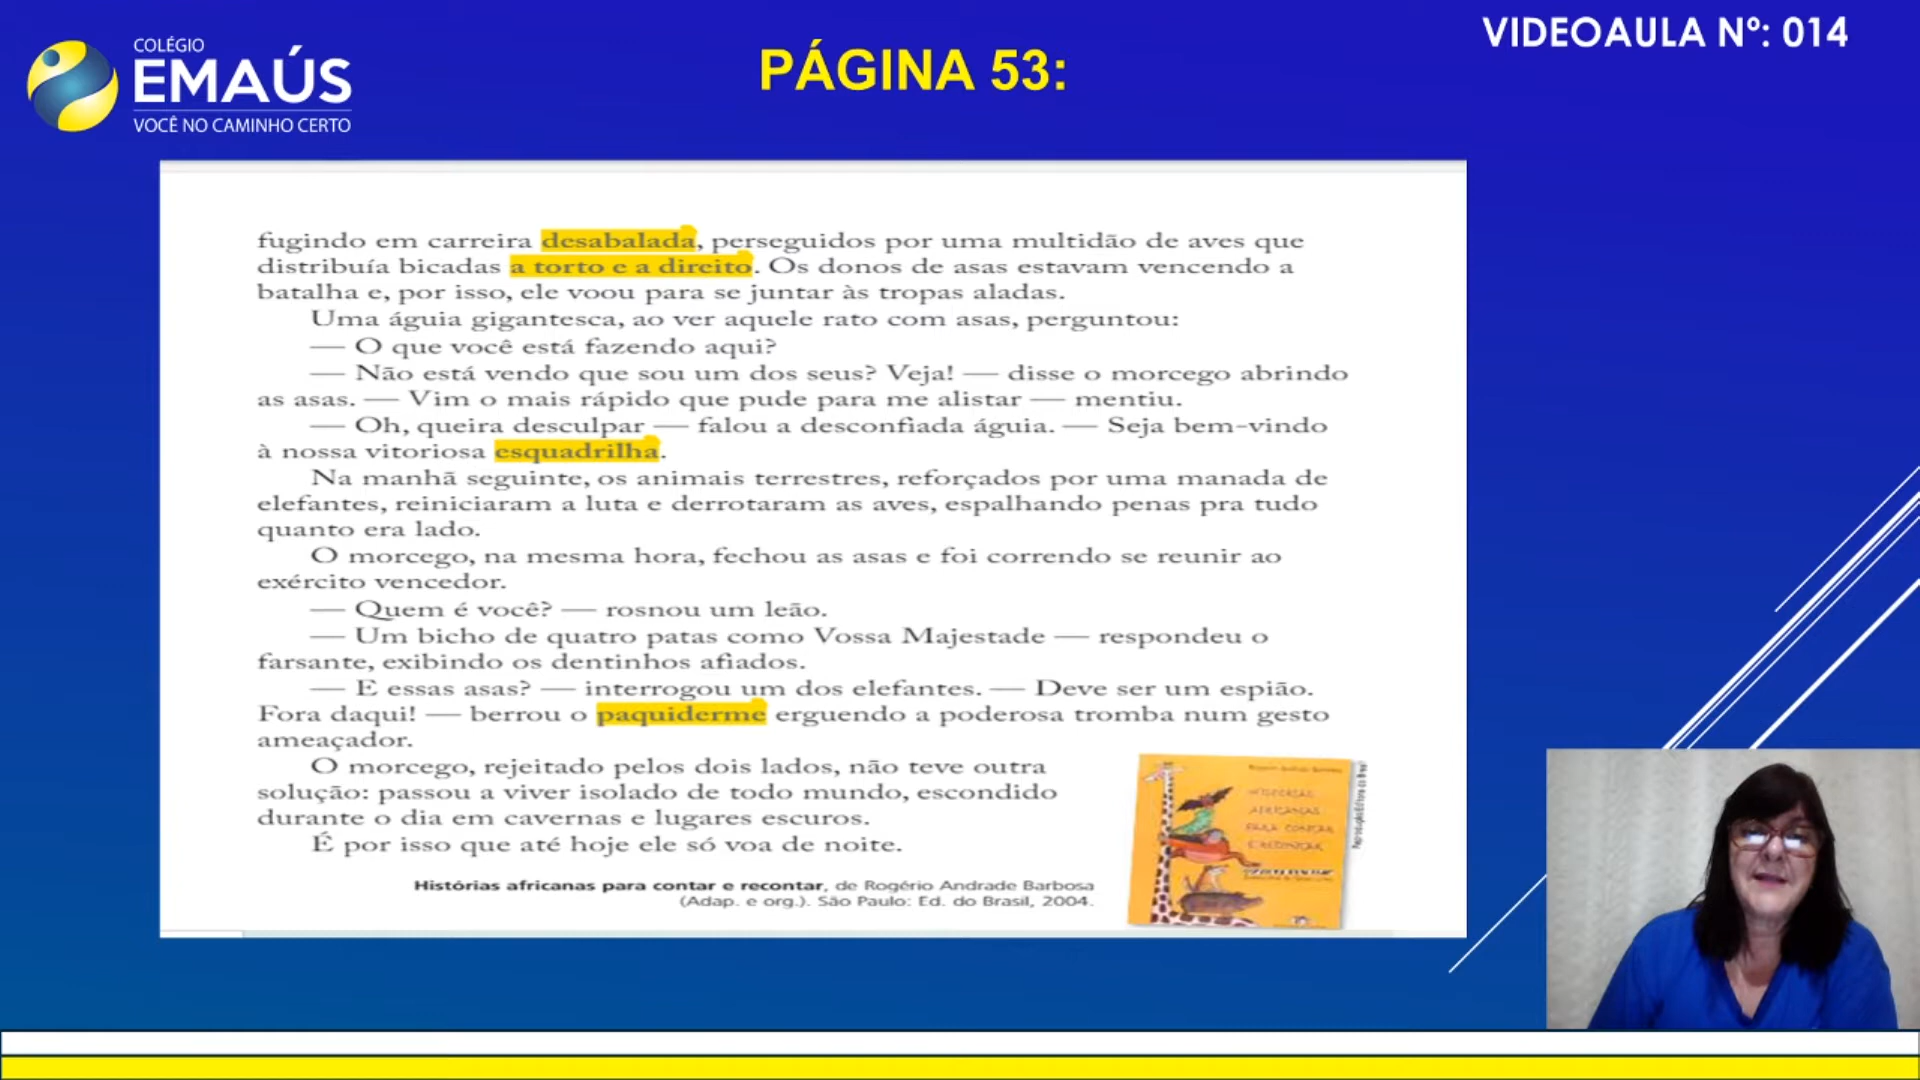 COLÉGIO
EMAÚS
VOCÊ NO CAMINHO CERTO
PÁGINA 53:
VIDEOAULA Nº: 014
fugindo em carreira desabalada, perseguidos por uma multidão de aves que
distribuía bicadas a torto e a direito. Os donos de asas estavam vencendo a
batalha e, por isso, ele voou para se juntar às tropas aladas.
Uma águia gigantesca, ao ver aquele rato com asas, perguntou:
— O que você está fazendo aqui?
— Não está vendo que sou um dos seus? Veja! — disse o morcego abrindo
as asas. — Vim o mais rápido que pude para me alistar — mentiu.
— Oh, queira desculpar — falou a desconfiada águia. — Seja bem-vindo
à nossa vitoriosa esquadrilha.
Na manhã seguinte, os animais terrestres, reforçados por uma manada de
elefantes, reiniciaram a luta e derrotaram as aves, espalhando penas pra tudo
quanto era lado.
O morcego, na mesma hora, fechou as asas e foi correndo se reunir ao
exército vencedor.
— Quem é você? — rosnou um leão.
— Um bicho de quatro patas como Vossa Majestade — respondeu o
farsante, exibindo os dentinhos afiados.
— E essas asas? — interrogou um dos elefantes. — Deve ser um espião.
Fora daqui! — berrou o paquiderme erguendo a poderosa tromba num gesto
ameaçador.
O morcego, rejeitado pelos dois lados, não teve outra
solução: passou a viver isolado de todo mundo, escondido
durante o dia em cavernas e lugares escuros.
É por isso que até hoje ele só voa de noite.
Histórias africanas para contar e recontar, de Rogério Andrade Barbosa
(Adap. e org.). São Paulo: Ed. do Brasil, 2004.
HISTÓRIAS
AFRICANAS
PARA CONTAR
E RECONTAR